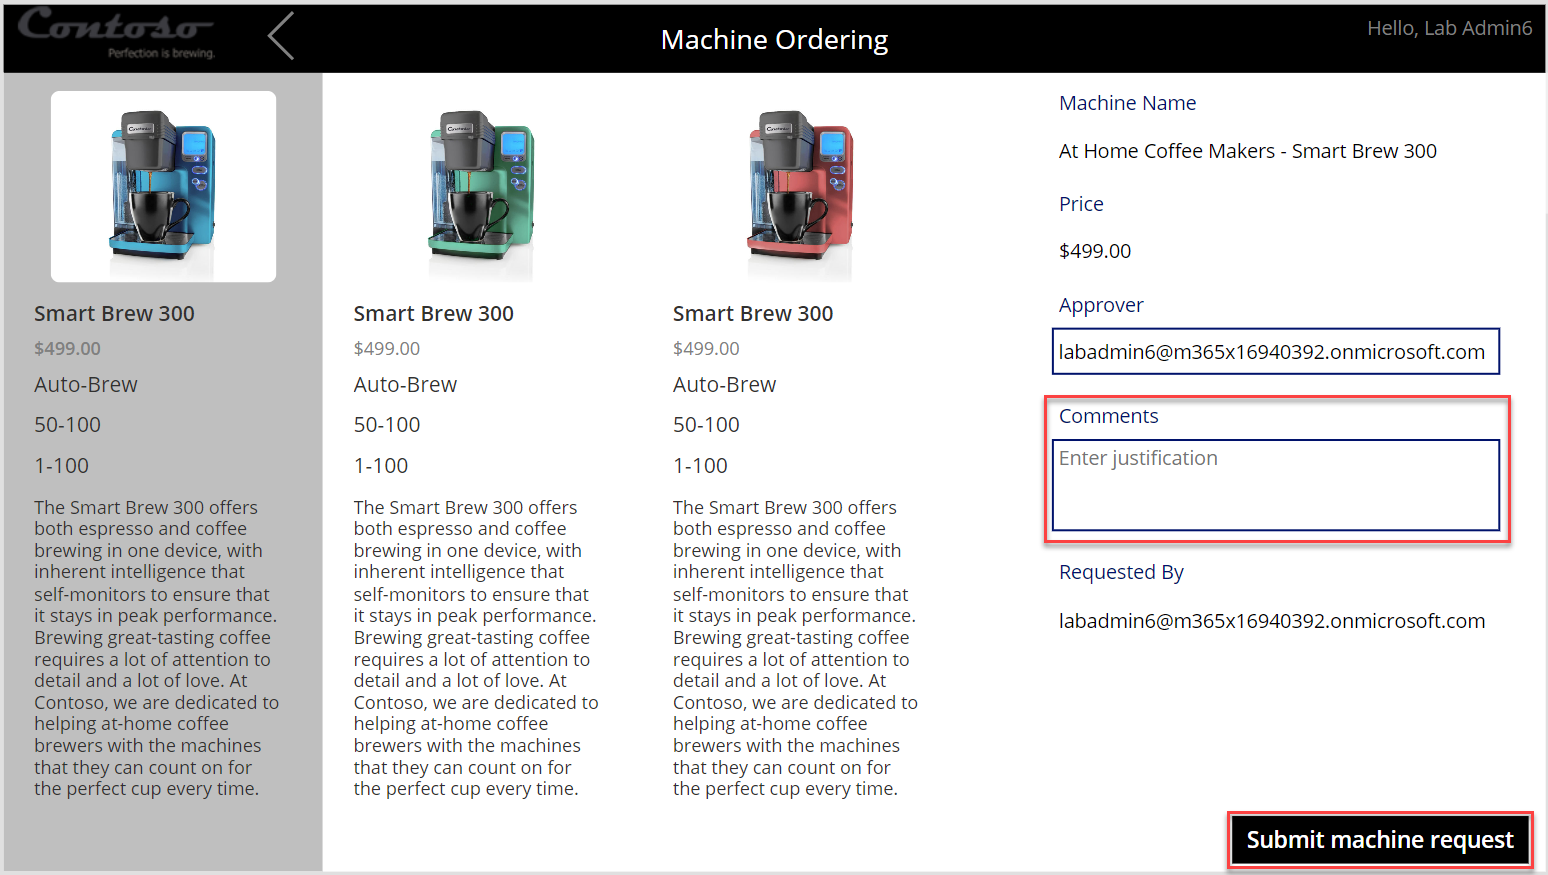 Contoso
Perfection is brewing.
Machine Ordering
Hello, Lab Admin6
Contoso
Smart Brew 300
$499.00
Auto-Brew
50-100
1-100
The Smart Brew 300 offers
both espresso and coffee
brewing in one device, with
inherent intelligence that
self-monitors to ensure that
it stays in peak performance.
Brewing great-tasting coffee
requires a lot of attention to
detail and a lot of love. At
Contoso, we are dedicated to
helping at-home coffee
brewers with the machines
that they can count on for
the perfect cup every time.
Contoso
Smart Brew 300
$499.00
Auto-Brew
50-100
1-100
The Smart Brew 300 offers
both espresso and coffee
brewing in one device, with
inherent intelligence that
self-monitors to ensure that
it stays in peak performance.
Brewing great-tasting coffee
requires a lot of attention to
detail and a lot of love. At
Contoso, we are dedicated to
helping at-home coffee
brewers with the machines
that they can count on for
the perfect cup every time.
Contoso
Smart Brew 300
$499.00
Auto-Brew
50-100
1-100
The Smart Brew 300 offers
both espresso and coffee
brewing in one device, with
inherent intelligence that
self-monitors to ensure that
it stays in peak performance.
Brewing great-tasting coffee
requires a lot of attention to
detail and a lot of love. At
Contoso, we are dedicated to
helping at-home coffee
brewers with the machines
that they can count on for
the perfect cup every time.
Machine Name
At Home Coffee Makers - Smart Brew 300
Price
$499.00
Approver
labadmin6@m365x16940392.onmicrosoft.com
Comments
Enter justification
Requested By
labadmin6@m365x16940392.onmicrosoft.com
Submit machine request